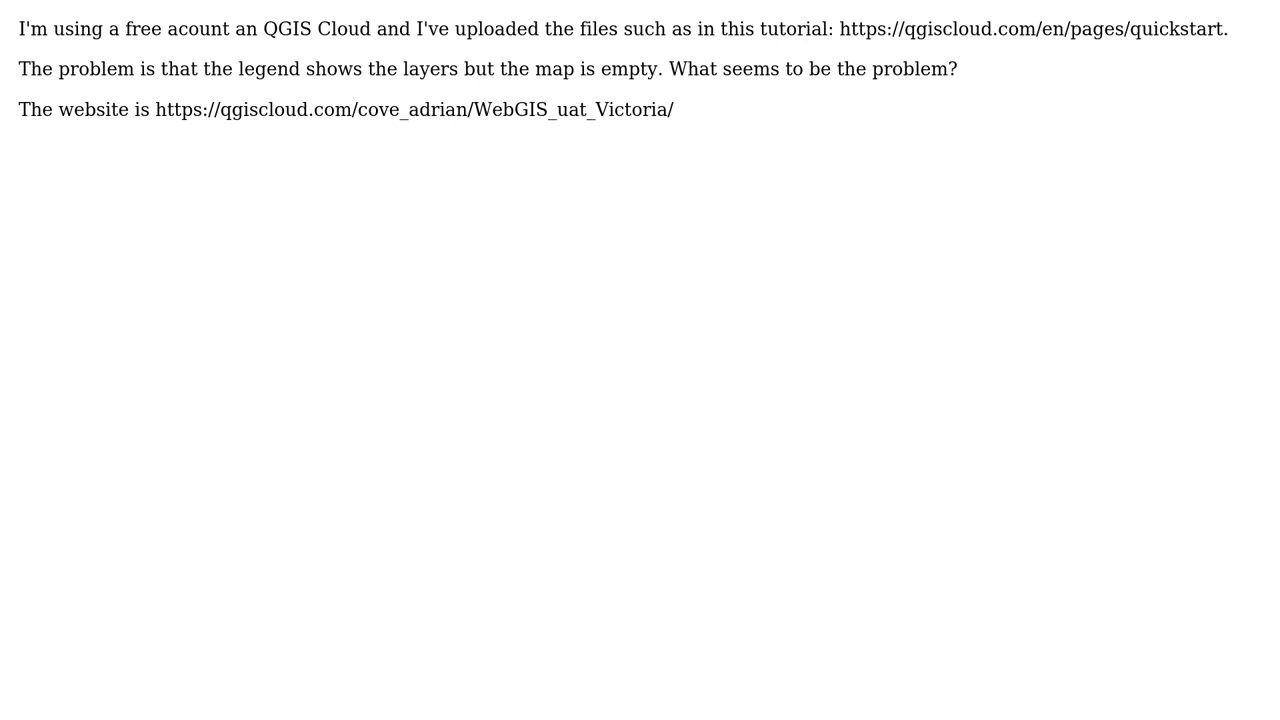 I'm using a free acount an QGIS Cloud and I've uploaded the files such as in this tutorial: https://qgiscloud.com/en/pages/quickstart.
The problem is that the legend shows the layers but the map is empty. What seems to be the problem?
The website is https://qgiscloud.com/cove_adrian/WebGIS_uat_Victoria/